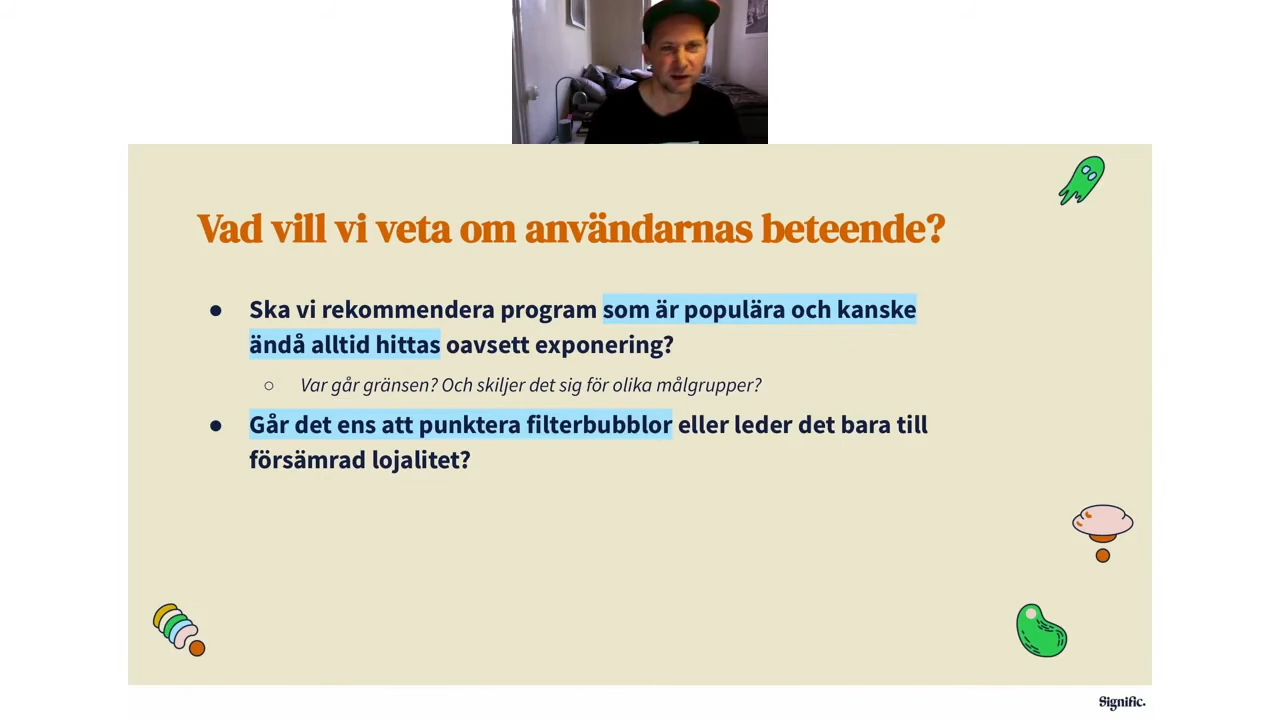 Vad vill vi veta om användarnas beteende?
● Ska vi rekommendera program som är populära och kanske
ändå alltid hittas oavsett exponering?
○ Var går gränsen? Och skiljer det sig för olika målgrupper?
● Går det ens att punktera filterbubblor eller leder det bara till
försämrad lojalitet?
Signific.